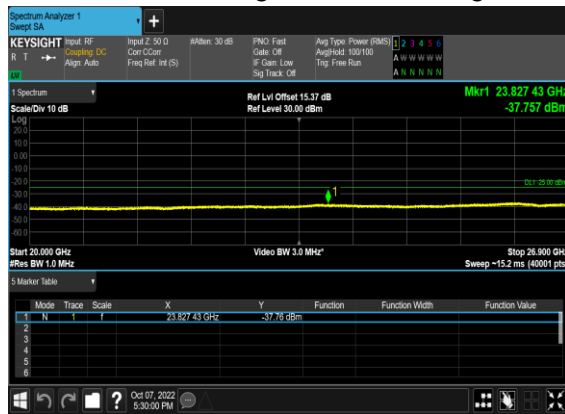 Spectrum Analyzer 1
Swept SA
+
KEYSIGHT Input: RF Input Z: 50 Ω #Atten: 30 dB PNO: Fast Avg Type: Power (RMS) 1 2 3 4 5 6
R T Coupling: DC Corr CCorr Gate: Off Avg|Hold: 100/100 A W W W W W
Align: Auto Freq Ref: Int (S) IF Gain: Low Trig: Free Run
LW Sig Track: Off A N N N N N
1 Spectrum Ref Lvl Offset 15.37 dB Mkr1 23.827 43 GHz
Scale/Div 10 dB Ref Level 30.00 dBm -37.757 dBm
Log
20.0
10.0
0.00
-10.0
-20.0
DL1 -25.00 dBm
-30.0
1
-40.0
-50.0
-60.0
Start 20.000 GHz Video BW 3.0 MHz* Stop 26.900 GHz
#Res BW 1.0 MHz Sweep ~15.2 ms (40001 pts)
5 Marker Table
Mode Trace Scale X Y Function Function Width Function Value
1 N 1 f 23.827 43 GHz -37.76 dBm
2
3
4
5
6
? Oct 07, 2022
5:30:00 PM